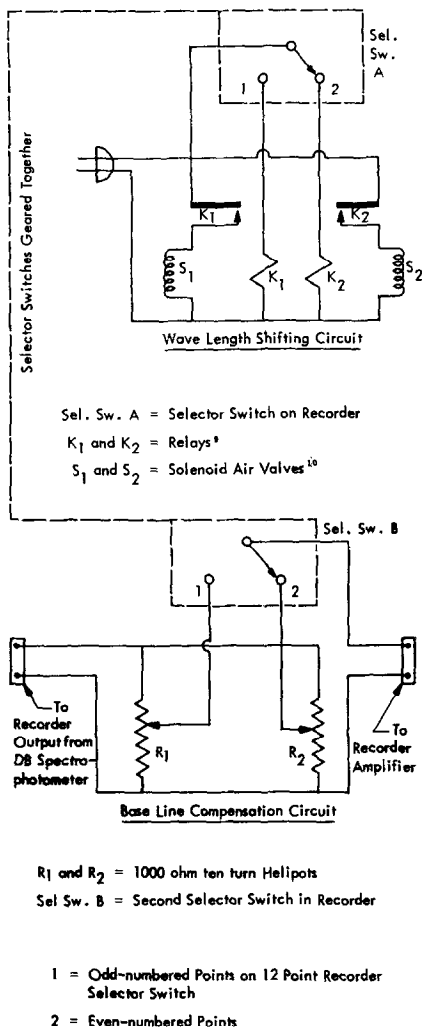 Sel.
Sw.
A
1
2
Selector Switches Geared Together
K1
K2
S1
K1
K2
S2
Wave Length Shifting Circuit
Sel. Sw. A = Selector Switch on Recorder
K1 and K2 = Relays⁹
S1 and S2 = Solenoid Air Valves¹⁰
Sel. Sw. B
1
2
To
Recorder
Output from
DB Spectro-
photometer
R1
R2
To
Recorder
Amplifier
Base Line Compensation Circuit
R1 and R2 = 1000 ohm ten turn Helipots
Sel Sw. B = Second Selector Switch in Recorder
1 = Odd-numbered Points on 12 Point Recorder
Selector Switch
2 = Even-numbered Points